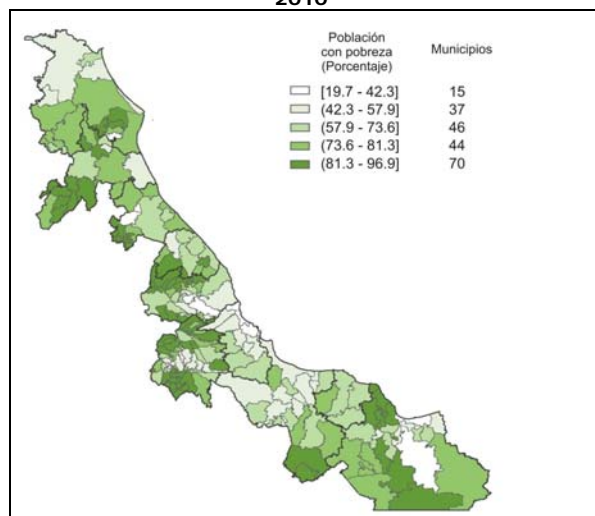 2010
Población
con pobreza
(Porcentaje)
Municipios
[19.7 - 42.3] 15
(42.3 - 57.9] 37
(57.9 - 73.6] 46
(73.6 - 81.3] 44
(81.3 - 96.9] 70